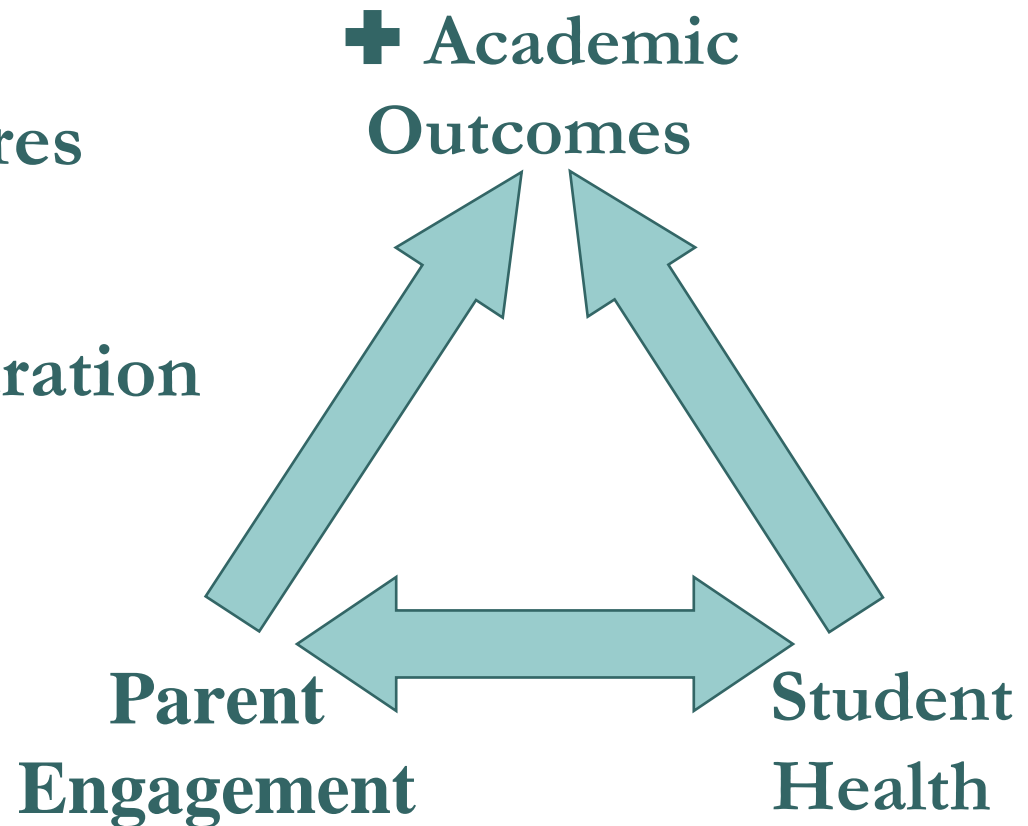 ✚ Academic
Outcomes
res
ration
Parent
Engagement
Student
Health